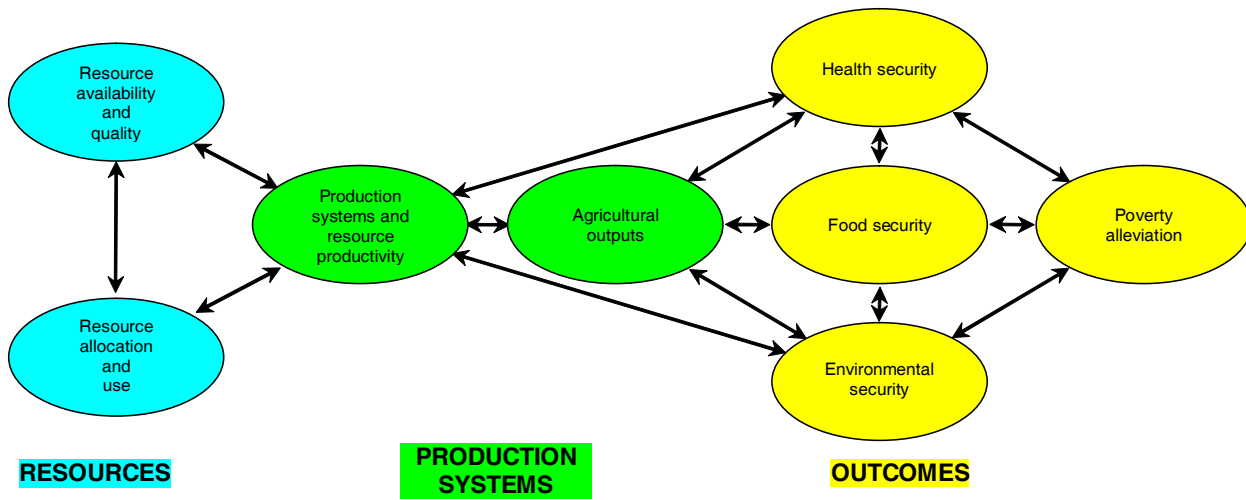 Resource
availability
and
quality
Resource
allocation
and
use
Production
systems and
resource
productivity
Agricultural
outputs
Health security
Food security
Environmental
security
Poverty
alleviation
RESOURCES
PRODUCTION
SYSTEMS
OUTCOMES